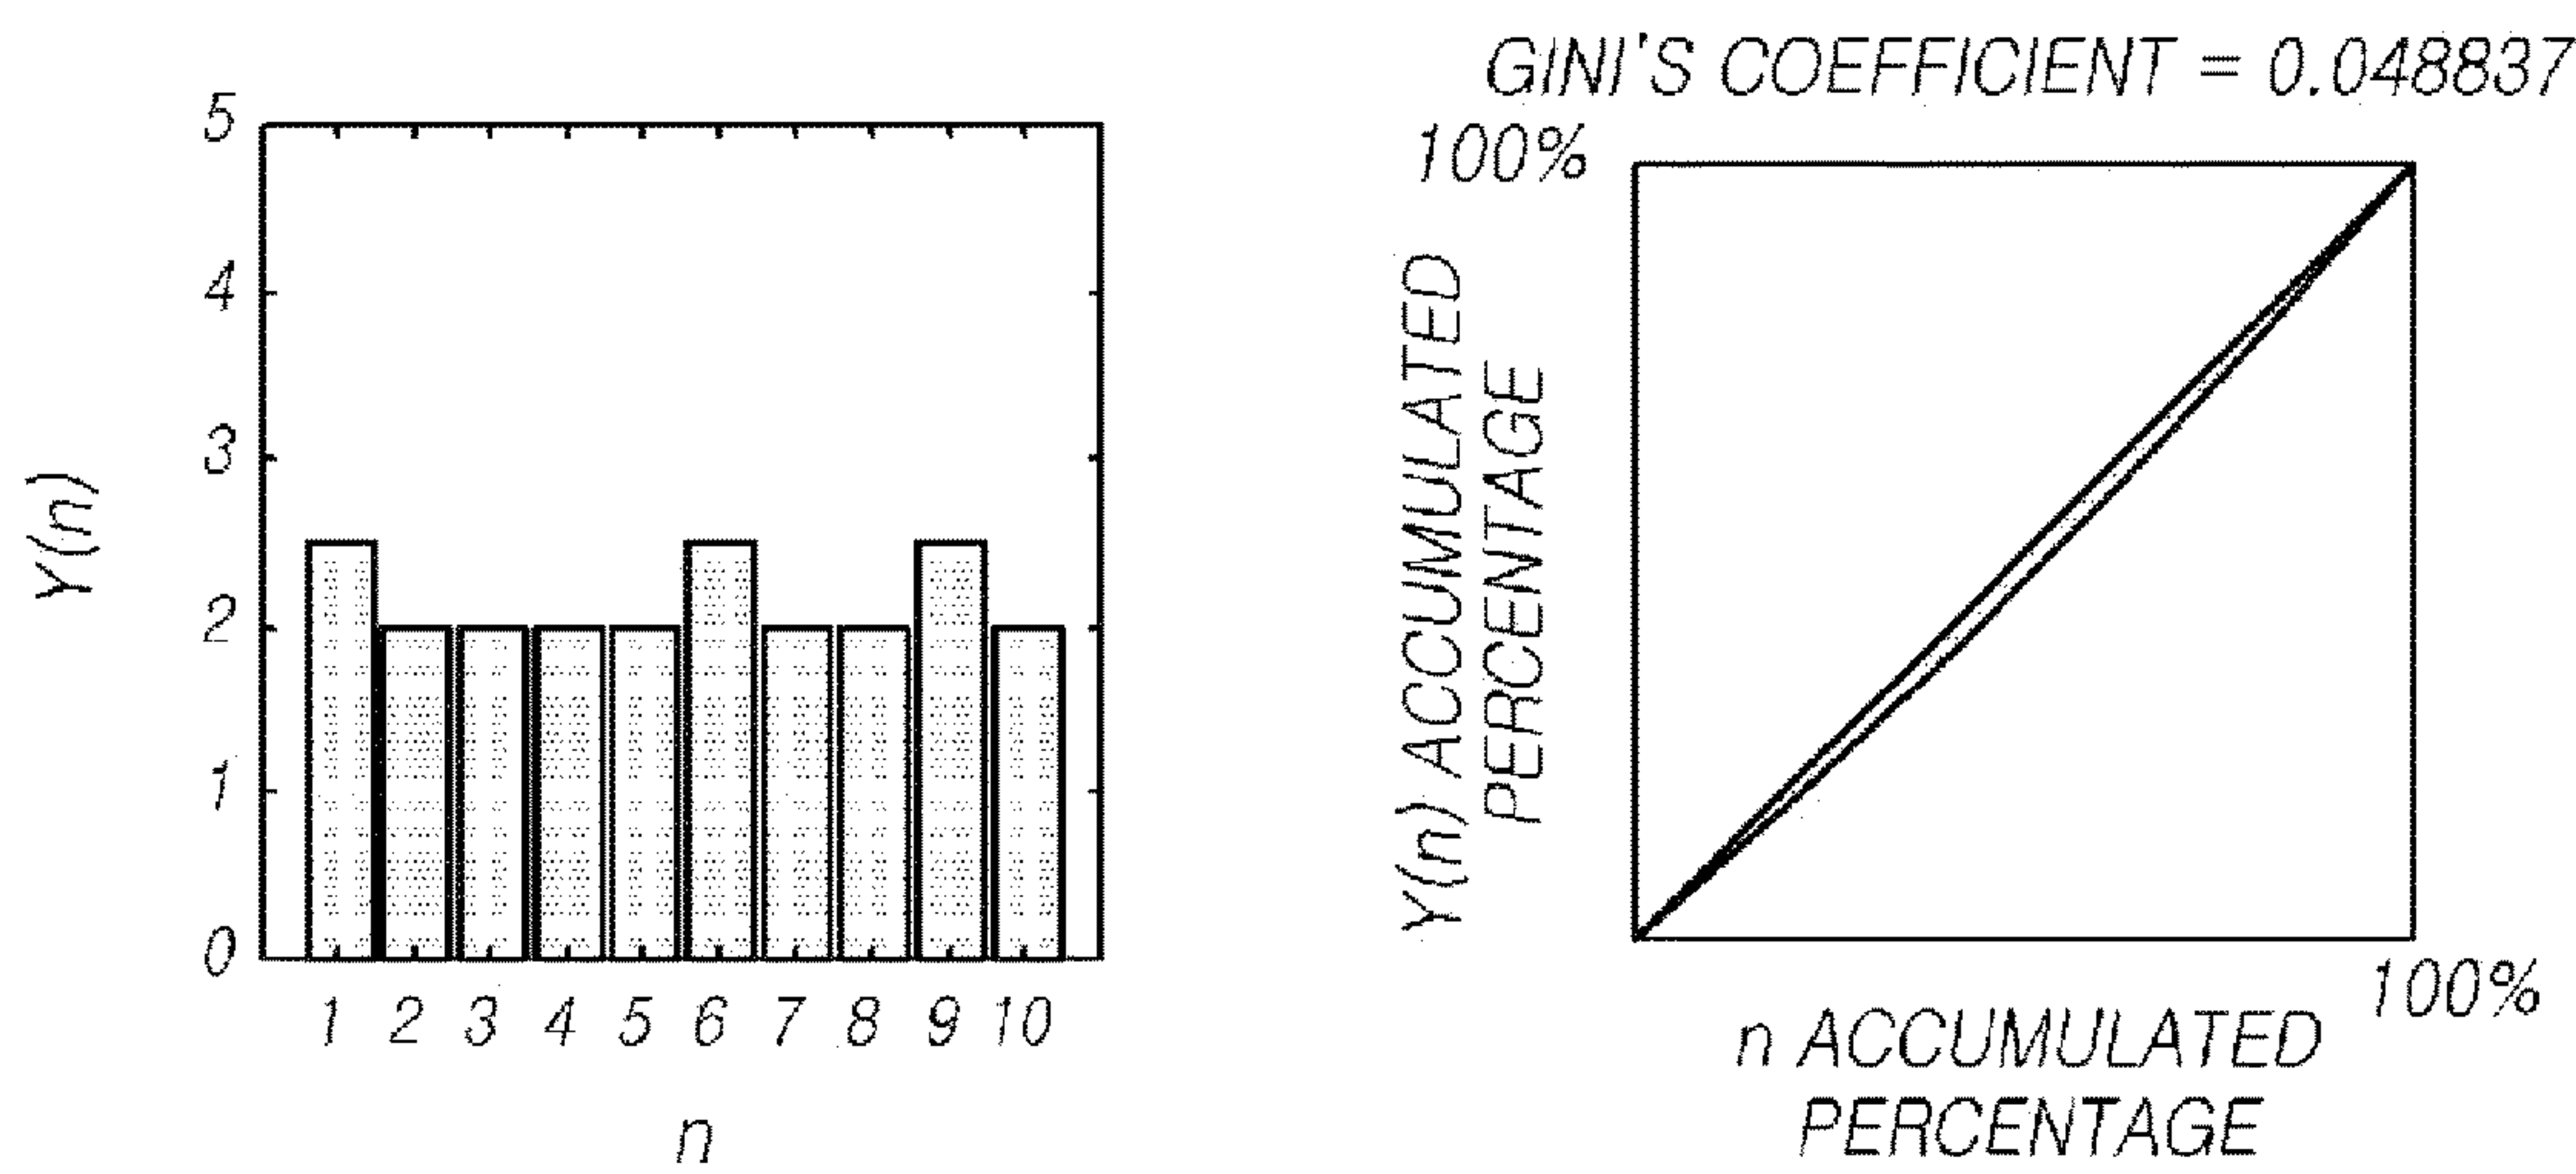 5
4
3
2
1
0
Y(n)
1 2 3 4 5 6 7 8 9 10
n
GINI'S COEFFICIENT = 0.048837
100%
Y(n) ACCUMULATED
PERCENTAGE
100%
n ACCUMULATED
PERCENTAGE